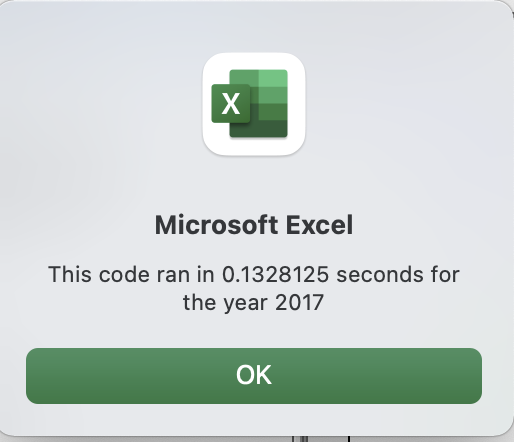 X
Microsoft Excel
This code ran in 0.1328125 seconds for
the year 2017
OK